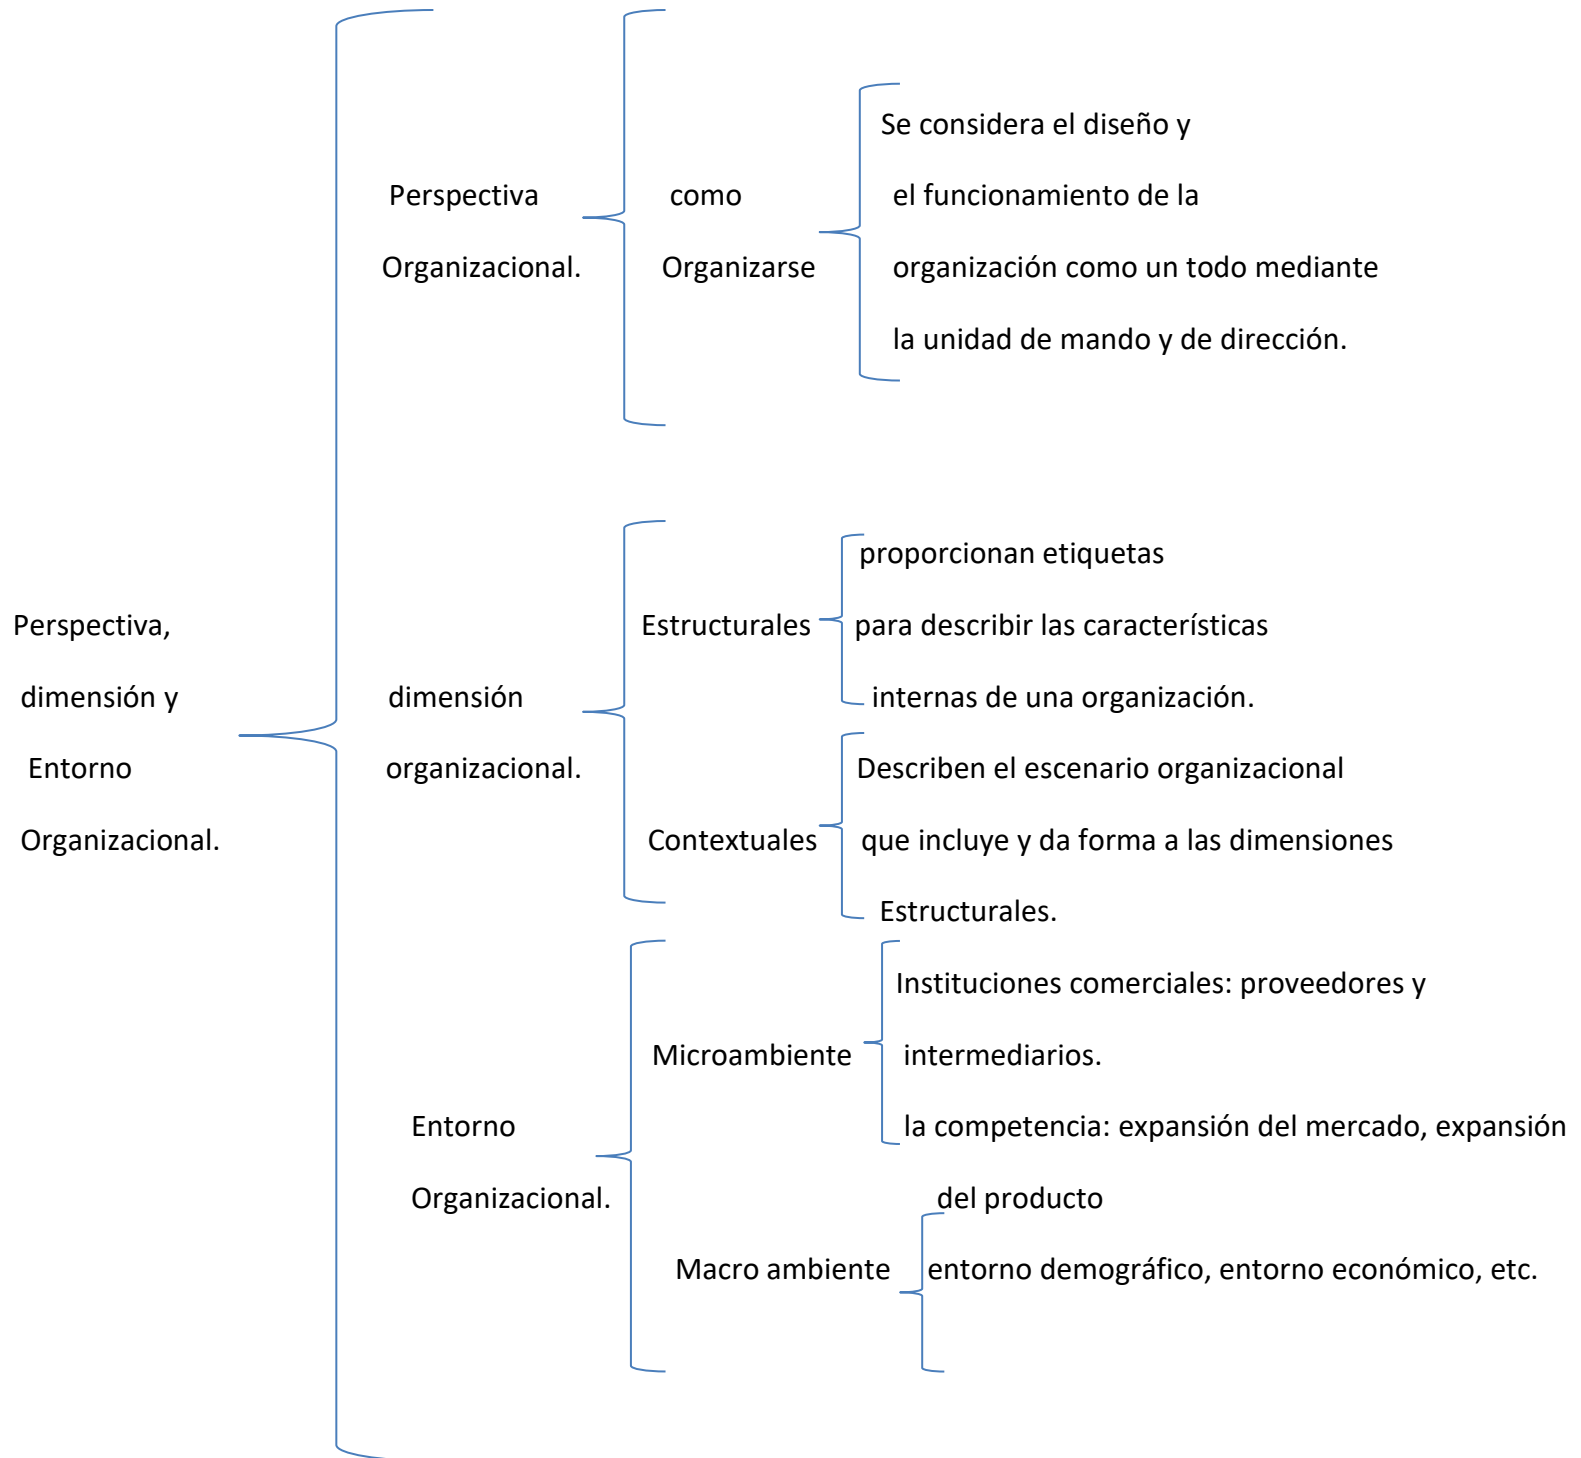 Se considera el diseño y
Perspectiva como el funcionamiento de la
Organizacional. Organizarse organización como un todo mediante
la unidad de mando y de dirección.
proporcionan etiquetas
Perspectiva, Estructurales para describir las características
dimensión y dimensión internas de una organización.
Entorno organizacional. Describen el escenario organizacional
Organizacional. Contextuales que incluye y da forma a las dimensiones
Estructurales.
Instituciones comerciales: proveedores y
Microambiente intermediarios.
Entorno la competencia: expansión del mercado, expansión
Organizacional. del producto
Macro ambiente entorno demográfico, entorno económico, etc.